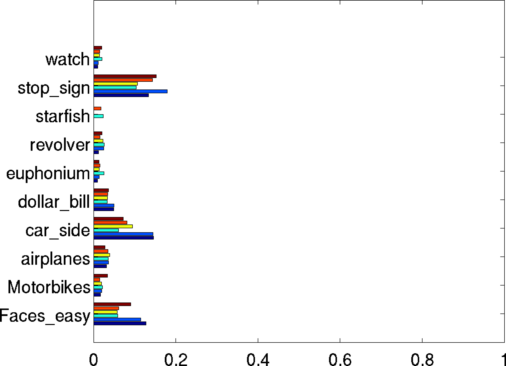 watch
stop_sign
starfish
revolver
euphonium
dollar_bill
car_side
airplanes
Motorbikes
Faces_easy
0 0.2 0.4 0.6 0.8 1